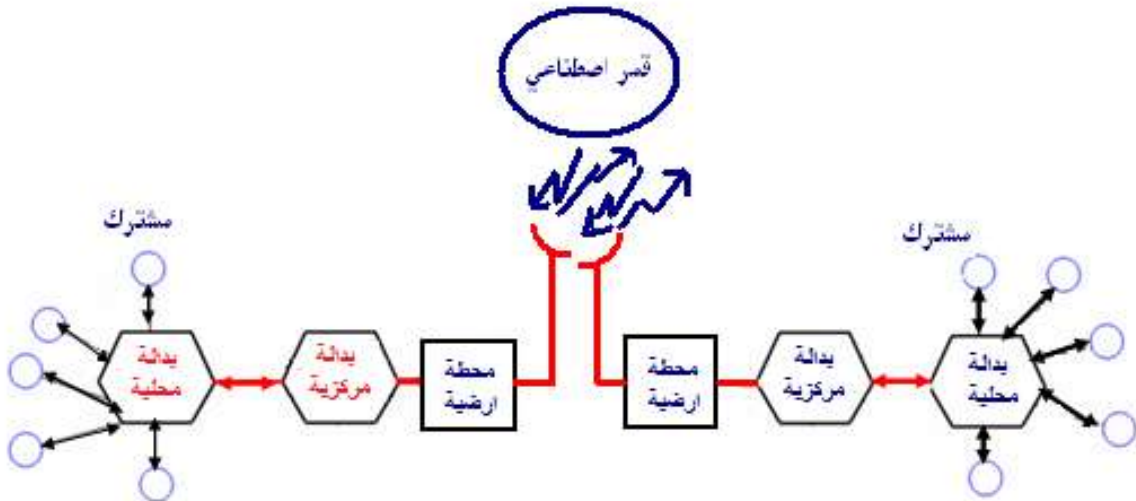 قمر اصطناعي
مشترك
مشترك
بدالة
محلية
بدالة
مركزية
محطة
ارضية
محطة
ارضية
بدالة
مركزية
بدالة
محلية